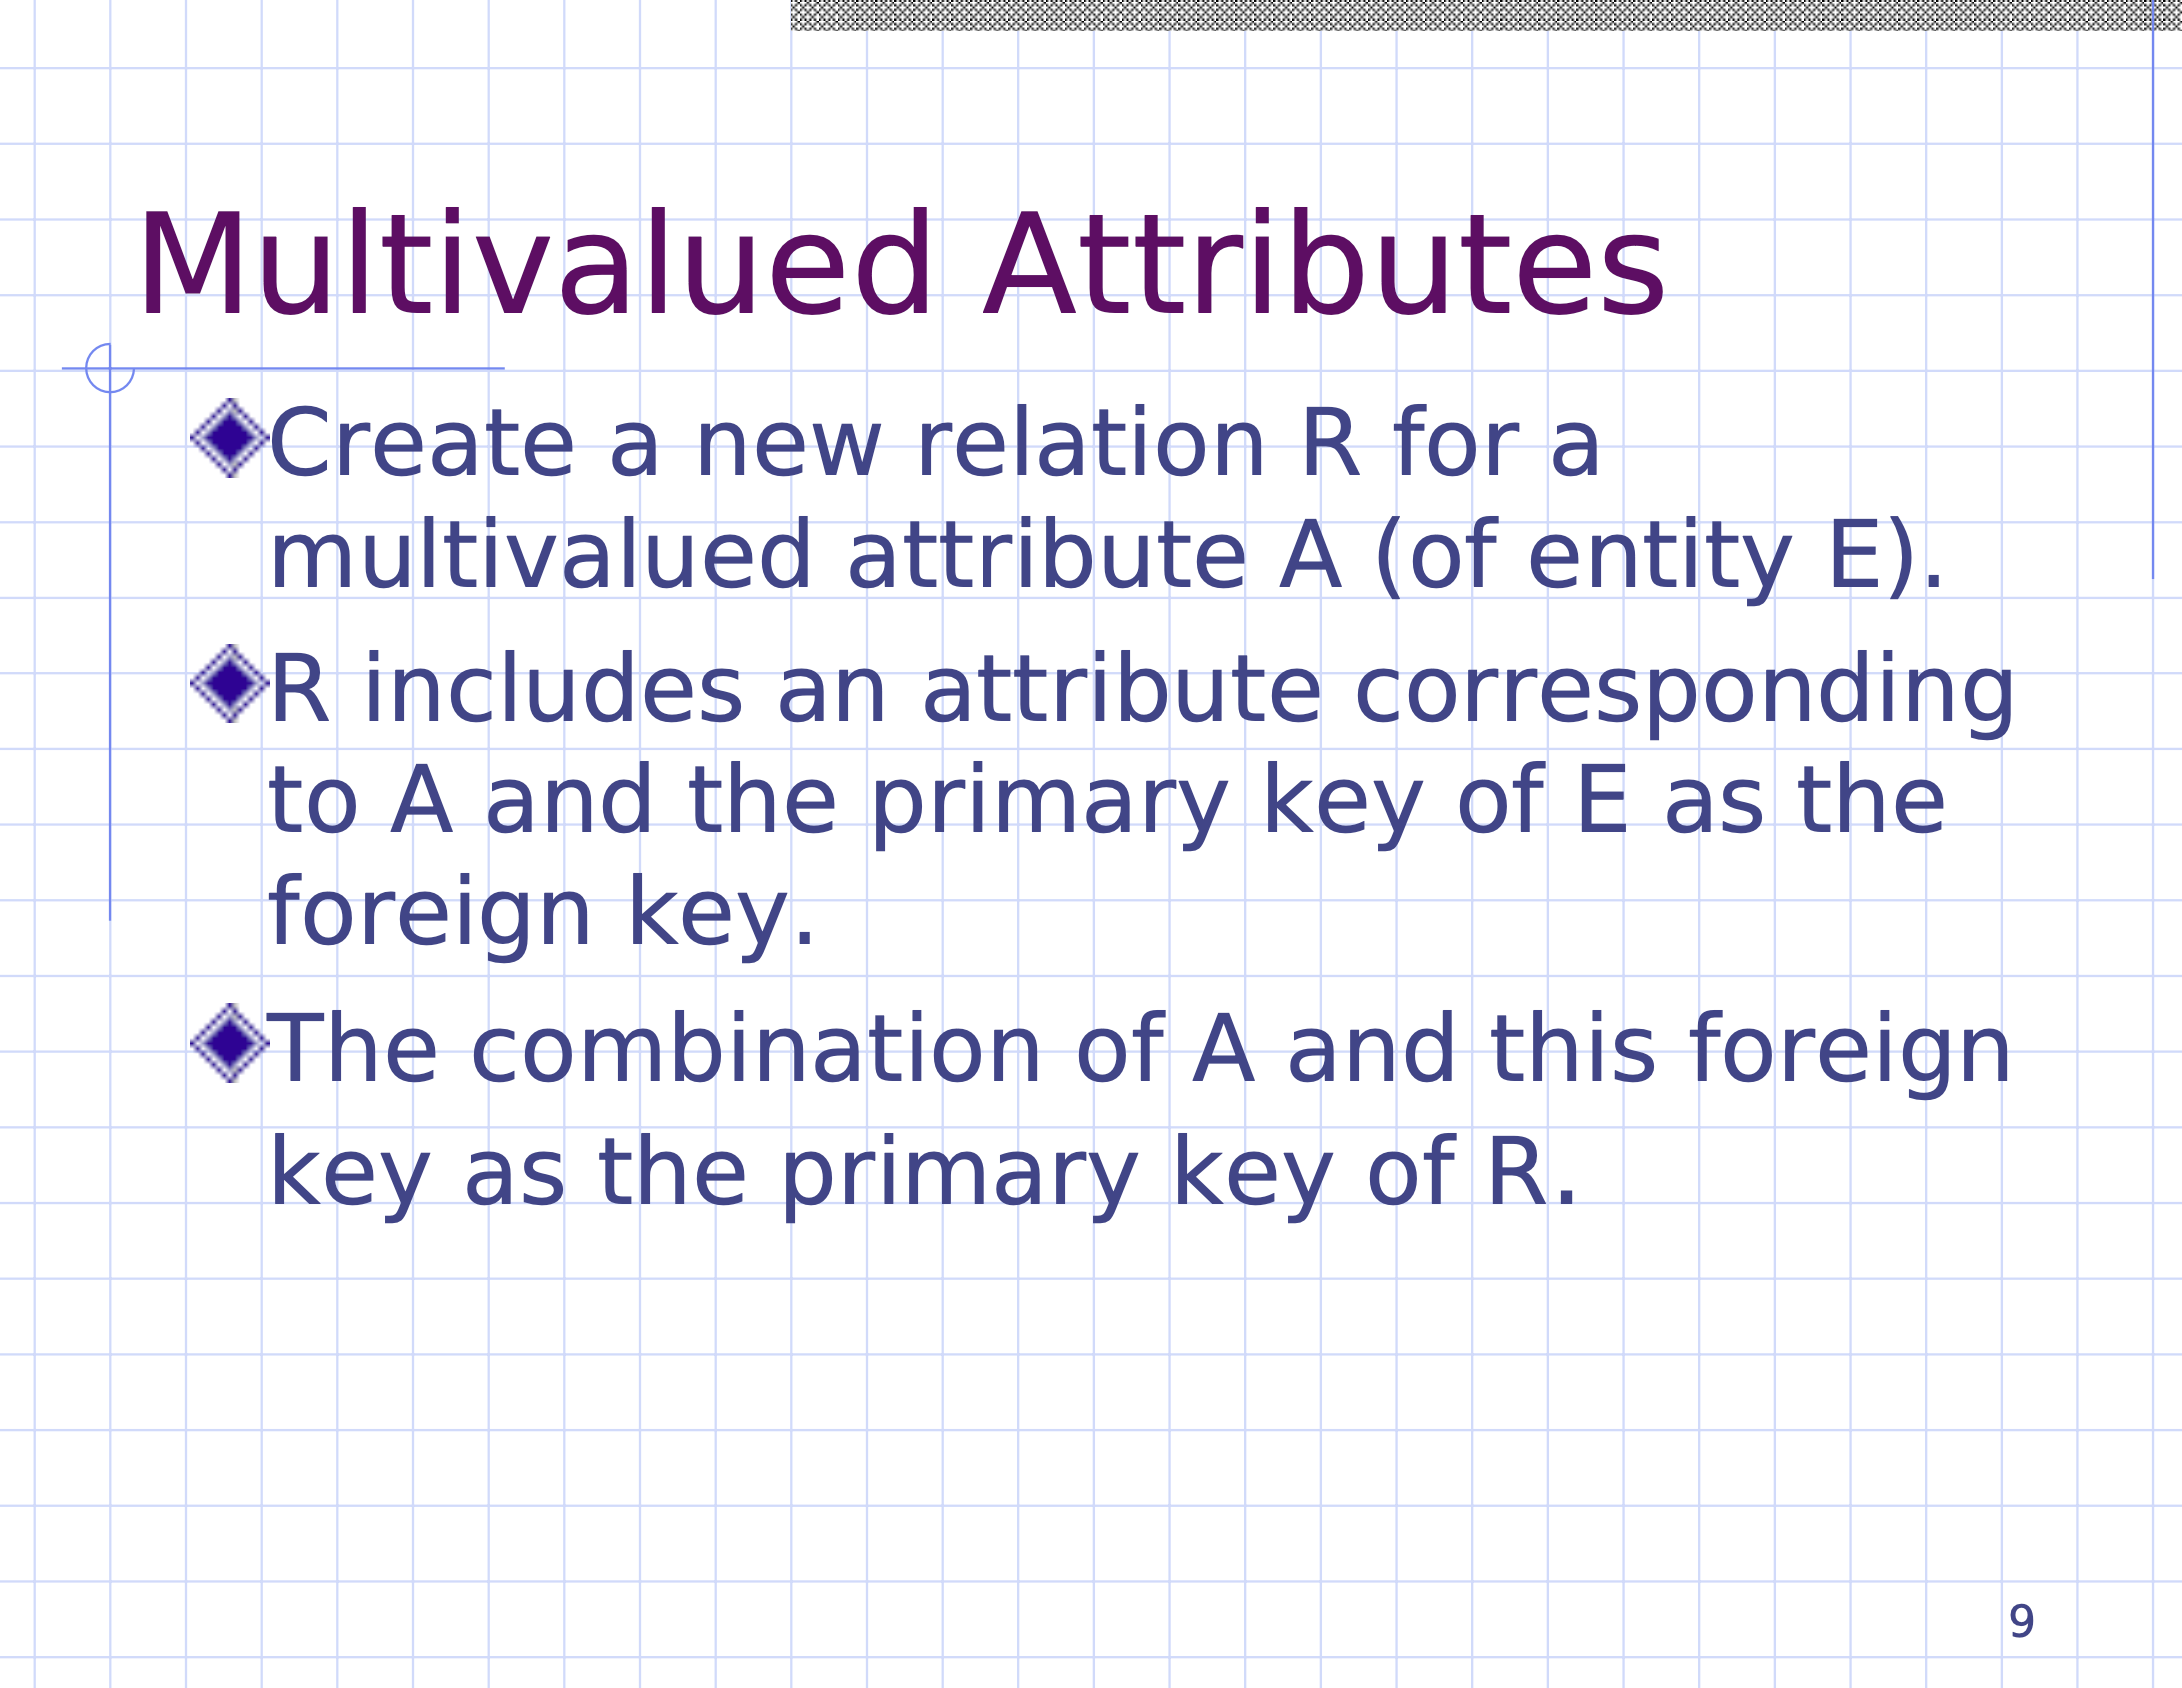 Multivalued Attributes
Create a new relation R for a
multivalued attribute A (of entity E).
R includes an attribute corresponding
to A and the primary key of E as the
foreign key.
The combination of A and this foreign
key as the primary key of R.
9